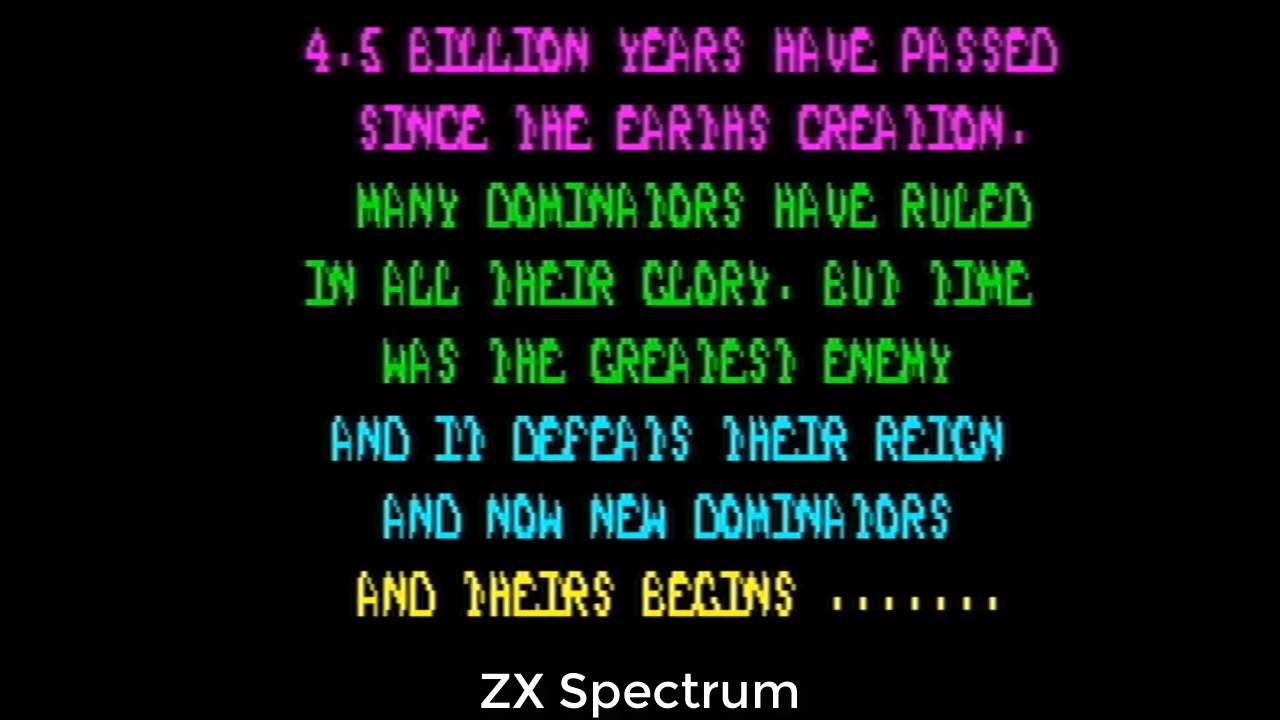 4.5 BILLION YEARS HAVE PASSED
SINCE THE EARTHS CREATION.
MANY DOMINATORS HAVE RULED
IN ALL THEIR GLORY. BUT TIME
WAS THE GREATEST ENEMY
AND IT DEFEATS THEIR REIGN
AND NOW NEW DOMINATORS
AND THEIRS BEGINS .......
ZX Spectrum